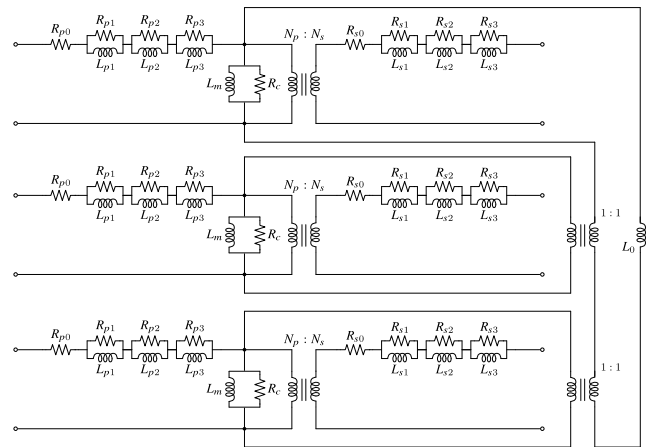 R_{p1} R_{p2} R_{p3} R_{s1} R_{s2} R_{s3}
R_{p0} N_p : N_s R_{s0}
L_{p1} L_{p2} L_{p3} L_{s1} L_{s2} L_{s3}
L_m R_c
R_{p1} R_{p2} R_{p3} R_{s1} R_{s2} R_{s3}
R_{p0} N_p : N_s R_{s0}
L_{p1} L_{p2} L_{p3} L_{s1} L_{s2} L_{s3}
1 : 1
L_m R_c L_0
R_{p1} R_{p2} R_{p3} R_{s1} R_{s2} R_{s3}
R_{p0} N_p : N_s R_{s0}
L_{p1} L_{p2} L_{p3} L_{s1} L_{s2} L_{s3}
1 : 1
L_m R_c